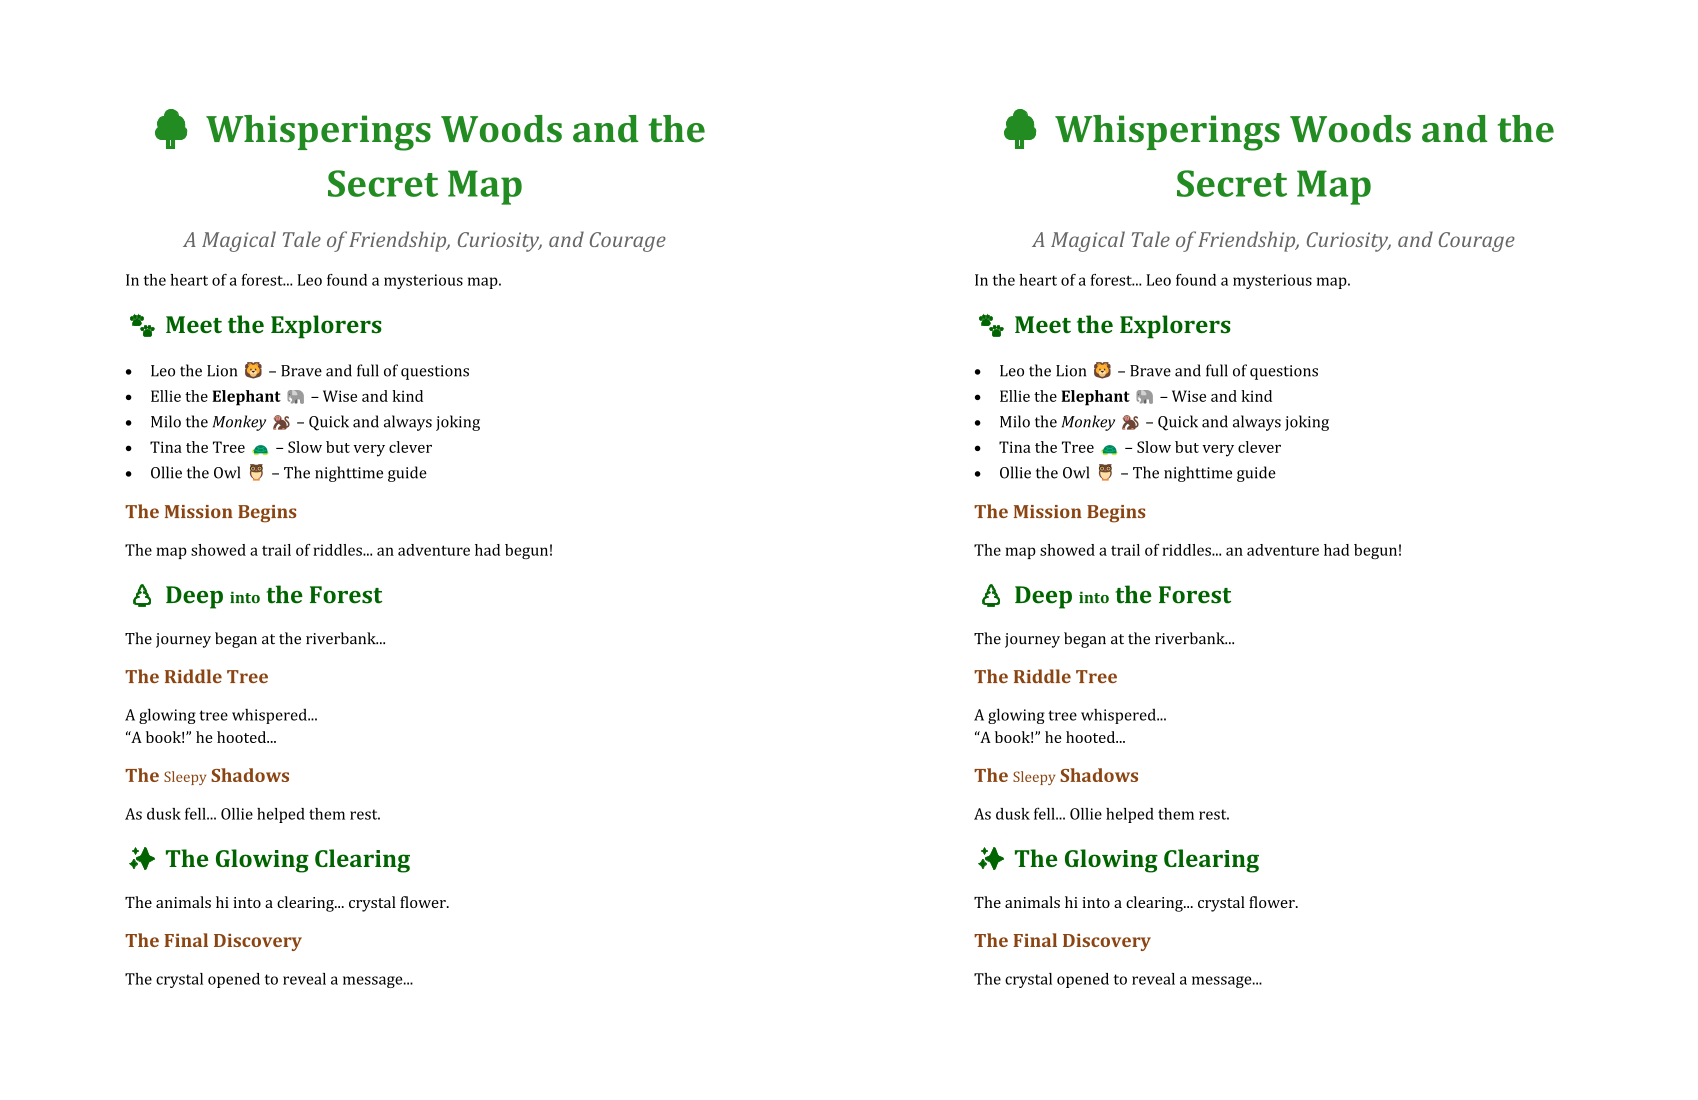 🌳 Whisperings Woods and the
Secret Map
A Magical Tale of Friendship, Curiosity, and Courage
In the heart of a forest... Leo found a mysterious map.
🐾 Meet the Explorers
• Leo the Lion 🦁 – Brave and full of questions
• Ellie the Elephant 🐘 – Wise and kind
• Milo the Monkey 🐒 – Quick and always joking
• Tina the Tree 🐢 – Slow but very clever
• Ollie the Owl 🦉 – The nighttime guide
The Mission Begins
The map showed a trail of riddles... an adventure had begun!
🌲 Deep into the Forest
The journey began at the riverbank...
The Riddle Tree
A glowing tree whispered...
“A book!” he hooted...
The Sleepy Shadows
As dusk fell... Ollie helped them rest.
✨ The Glowing Clearing
The animals hi into a clearing... crystal flower.
The Final Discovery
The crystal opened to reveal a message...
🌳 Whisperings Woods and the
Secret Map
A Magical Tale of Friendship, Curiosity, and Courage
In the heart of a forest... Leo found a mysterious map.
🐾 Meet the Explorers
• Leo the Lion 🦁 – Brave and full of questions
• Ellie the Elephant 🐘 – Wise and kind
• Milo the Monkey 🐒 – Quick and always joking
• Tina the Tree 🐢 – Slow but very clever
• Ollie the Owl 🦉 – The nighttime guide
The Mission Begins
The map showed a trail of riddles... an adventure had begun!
🌲 Deep into the Forest
The journey began at the riverbank...
The Riddle Tree
A glowing tree whispered...
“A book!” he hooted...
The Sleepy Shadows
As dusk fell... Ollie helped them rest.
✨ The Glowing Clearing
The animals hi into a clearing... crystal flower.
The Final Discovery
The crystal opened to reveal a message...